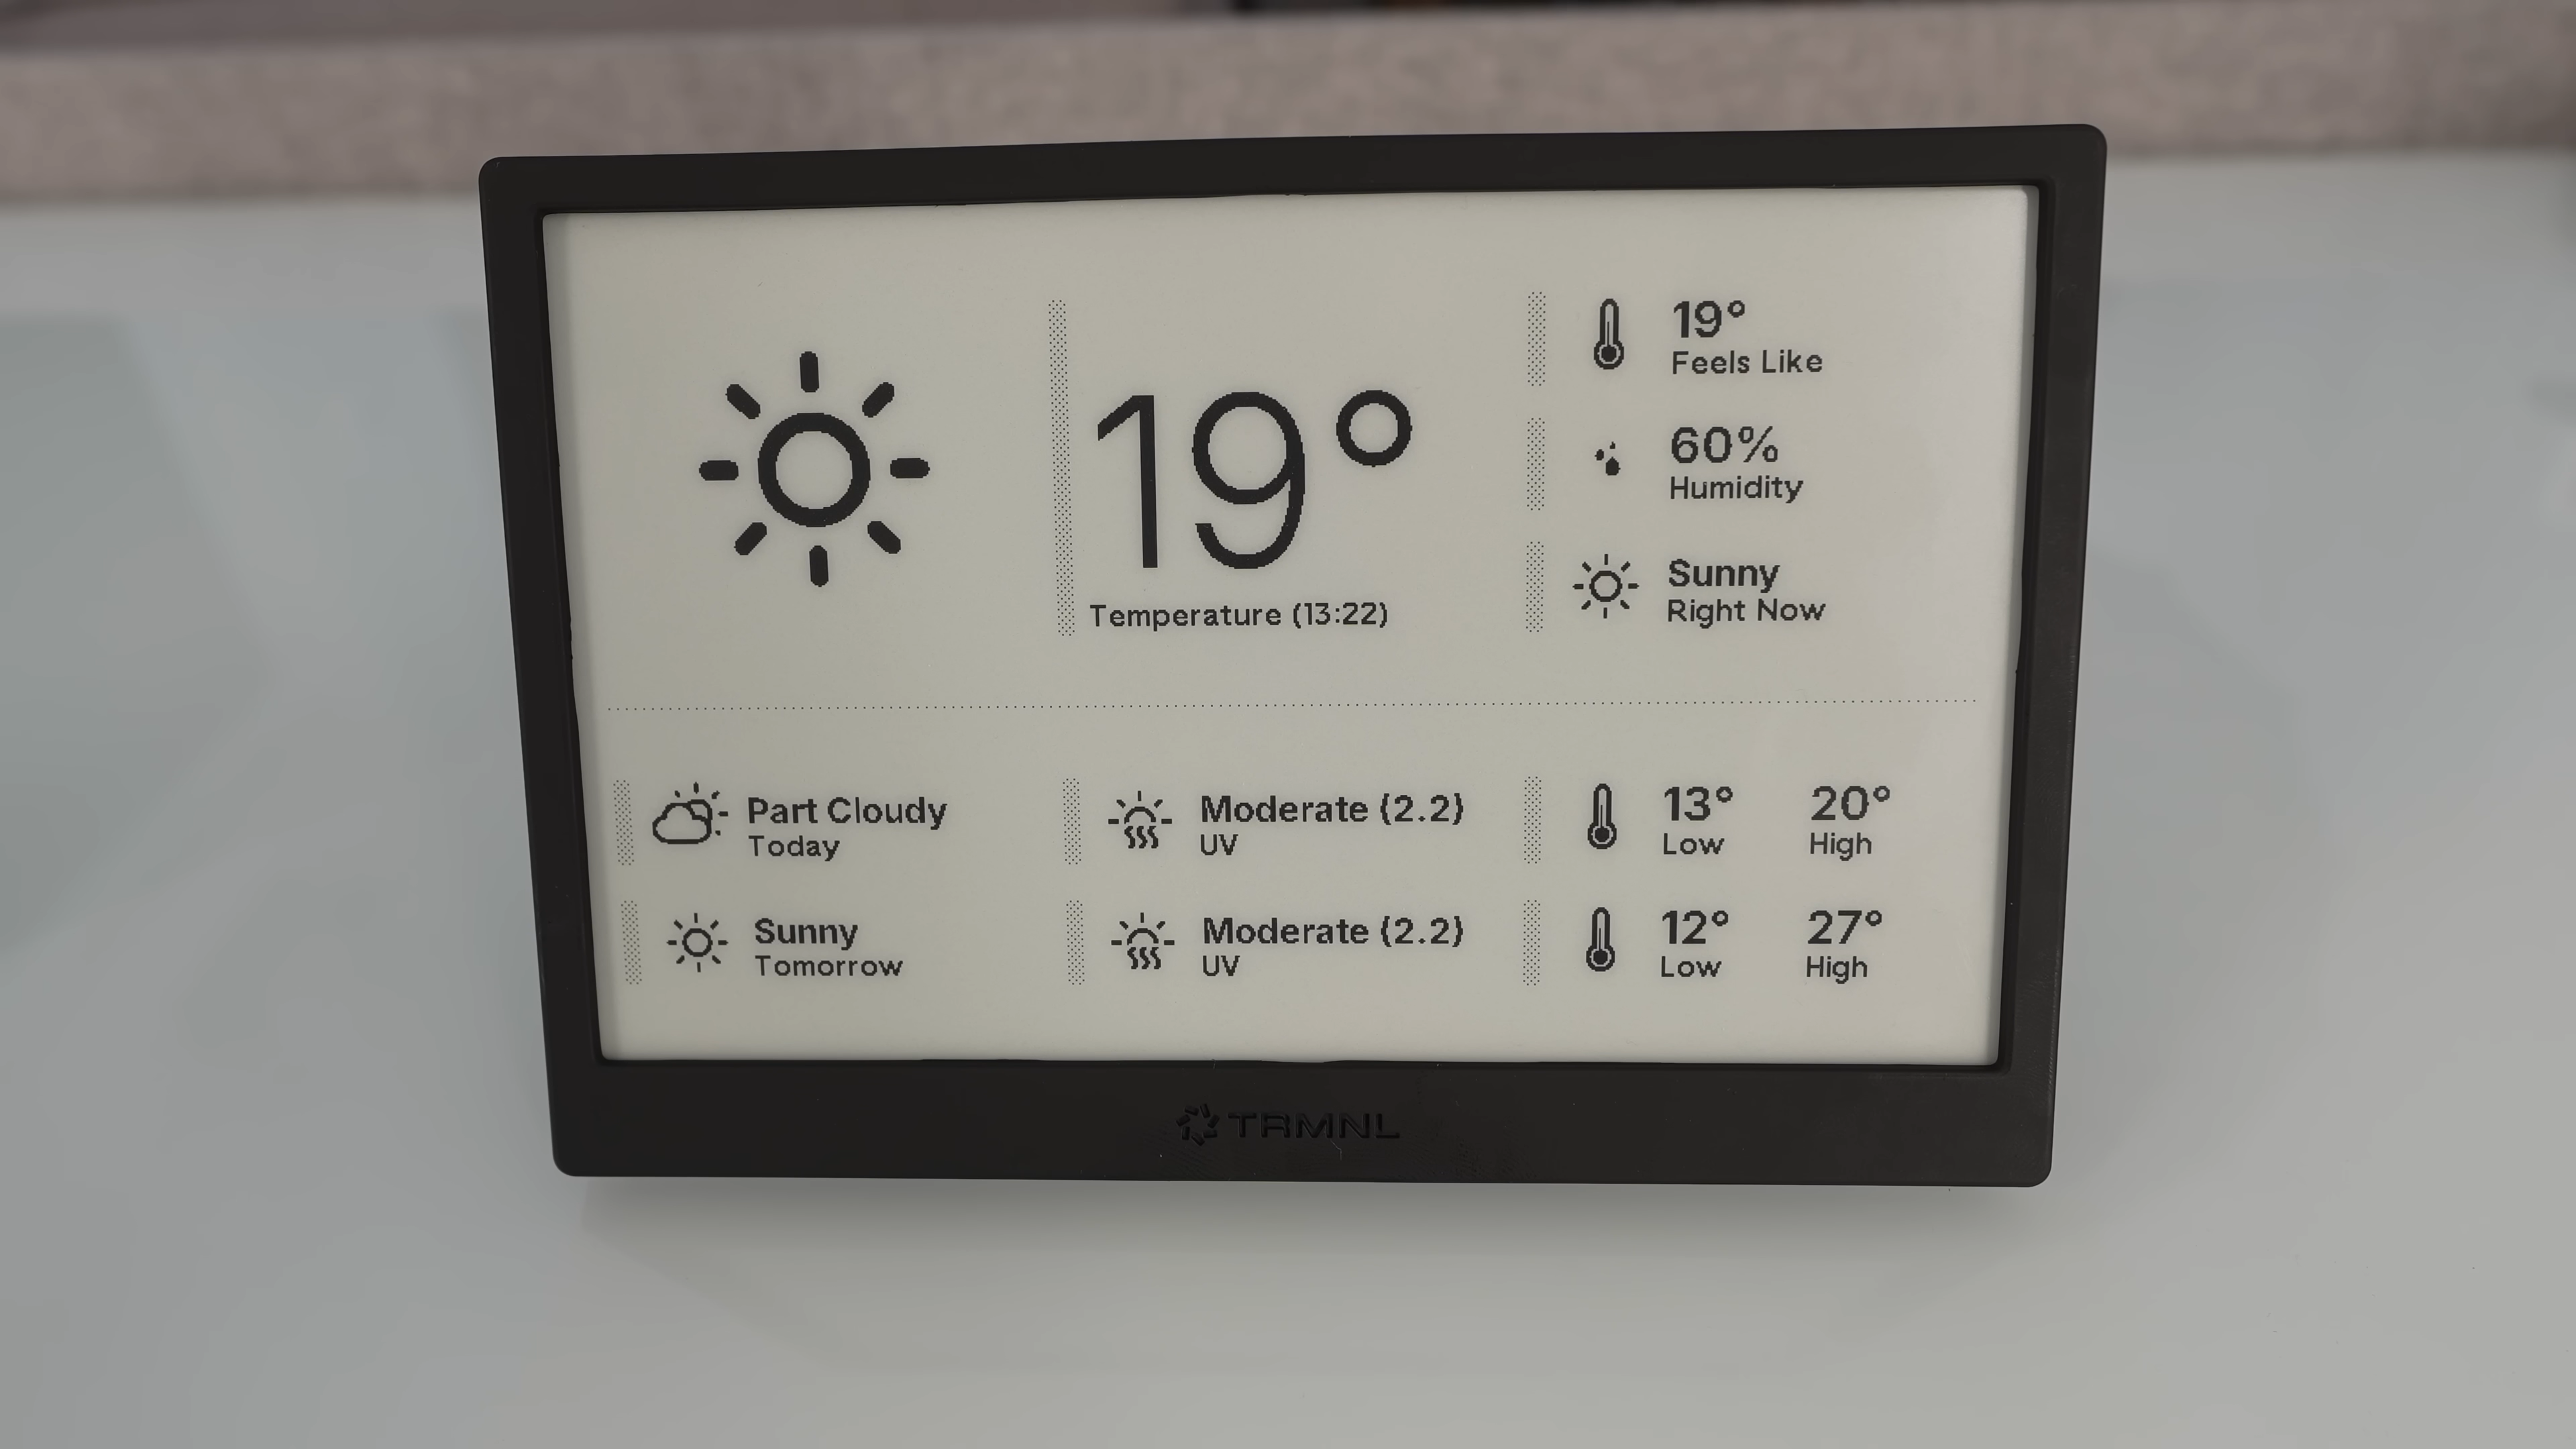 19°
Temperature (13:22)
19°
Feels Like
60%
Humidity
Sunny
Right Now
Part Cloudy
Today
Moderate (2.2)
UV
13°
Low
20°
High
Sunny
Tomorrow
Moderate (2.2)
UV
12°
Low
27°
High
TRMNL